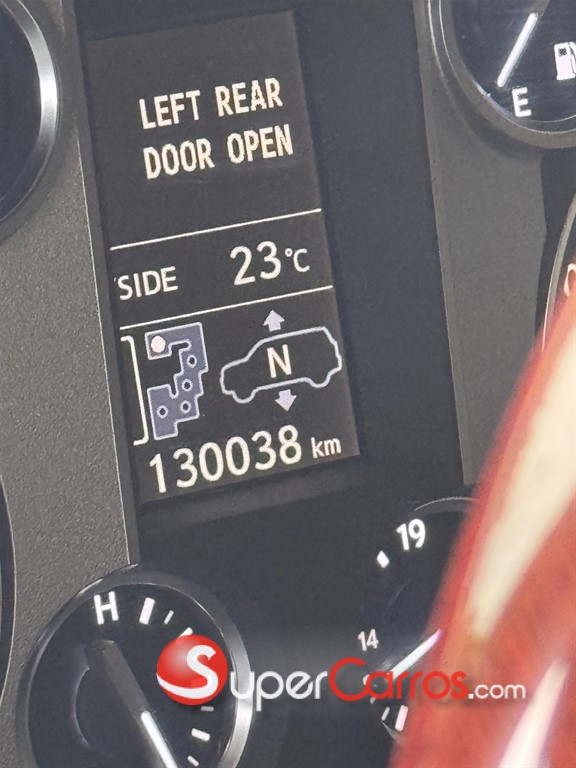 LEFT REAR
DOOR OPEN
E
SIDE 23°C
N
130038 km
19
H
14
SuperCarros.com